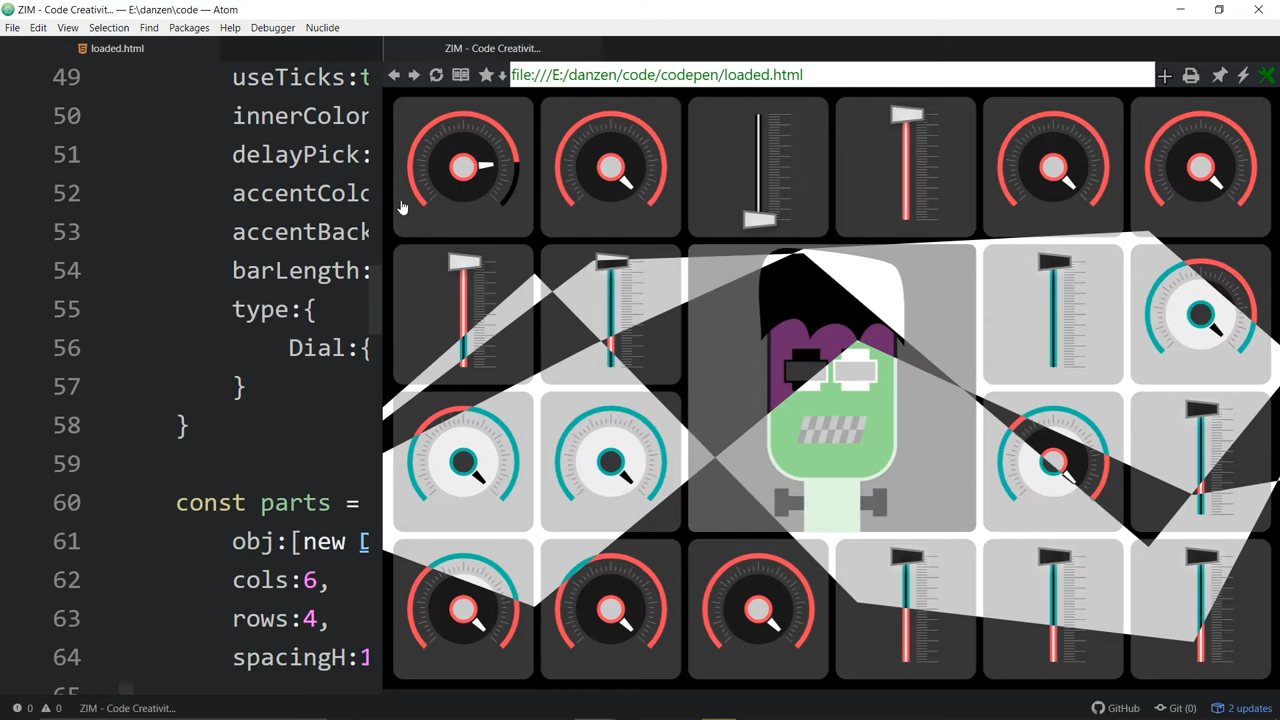 ZIM - Code Creativit... — E:\danzen\code — Atom
File Edit View Selection Find Packages Help Debugger Nuclide
loaded.html
ZIM - Code Creativit...
file:///E:/danzen/code/codepen/loaded.html
49 useTicks:t
50 innerColor
51
52
53 accentBack
54 barLength:
55 type:{
56 Dial:
57 }
58 }
59
60 const parts =
61 obj:[new D
62 cols:6,
63 rows:4,
64 spacingH:
65
0 0 ZIM - Code Creativit...
GitHub Git (0) 2 updates